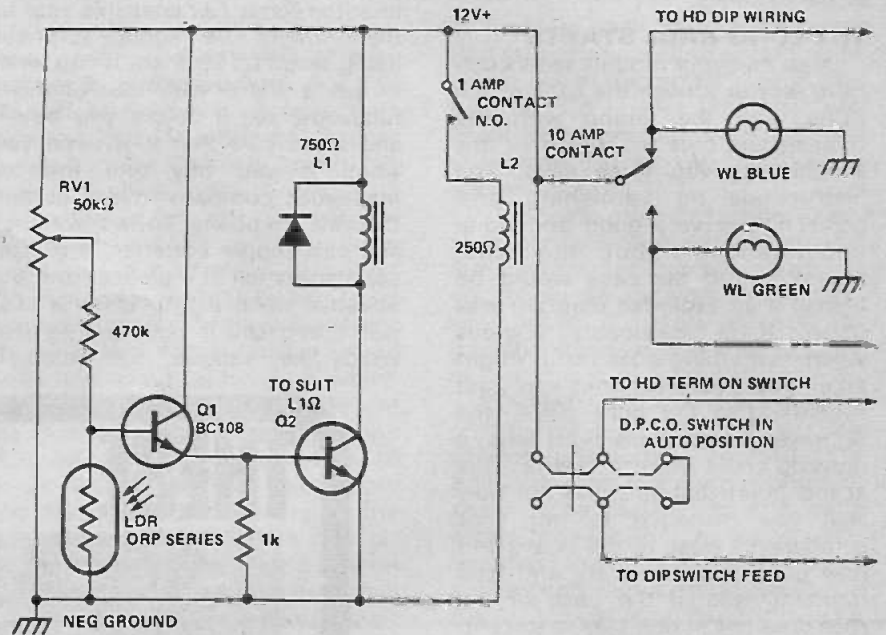 12V+
TO HD DIP WIRING
1 AMP
CONTACT
N.O.
750Ω
L1
L2
10 AMP
CONTACT
WL BLUE
RV1
50kΩ
250Ω
WL GREEN
470k
TO SUIT
L1Ω
Q2
TO HD TERM ON SWITCH
Q1
BC108
D.P.C.O. SWITCH IN
AUTO POSITION
LDR
ORP SERIES
1k
TO DIPSWITCH FEED
NEG GROUND